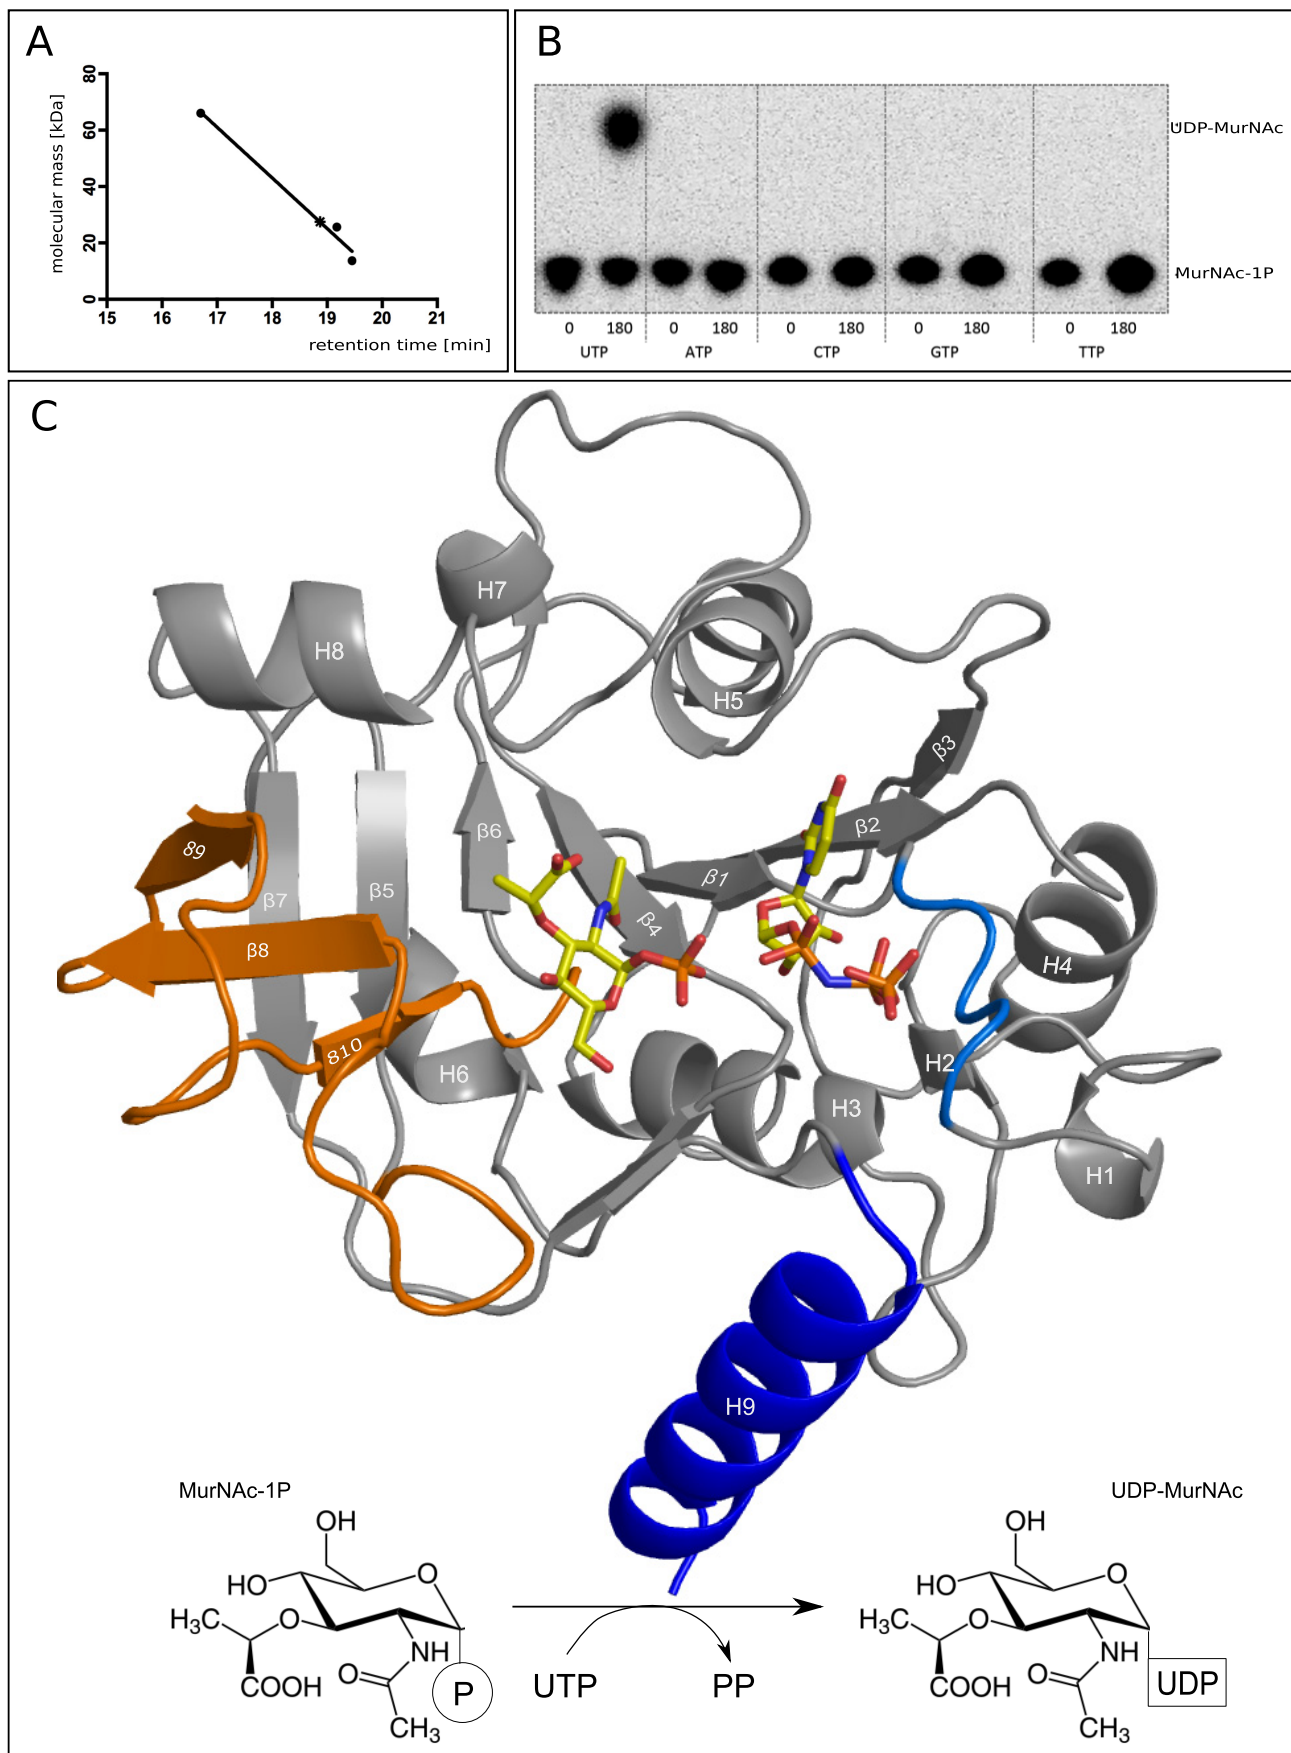 A
80
60
40
20
0
molecular mass [kDa]
15 16 17 18 19 20 21
retention time [min]
B
UDP-MurNAc
MurNAc-1P
0 180 0 180 0 180 0 180 0 180
UTP ATP CTP GTP TTP
C
H7
H8
H5
β3
β6
β2
89
β1
β7
β5
β4
β8
H4
810
H6
H2
H3
H1
H9
MurNAc-1P
UDP-MurNAc
OH
OH
HO
O
HO
O
H₃C
O
H₃C
O
NH
NH
COOH
O
P
UTP
PP
COOH
O
UDP
CH₃
CH₃